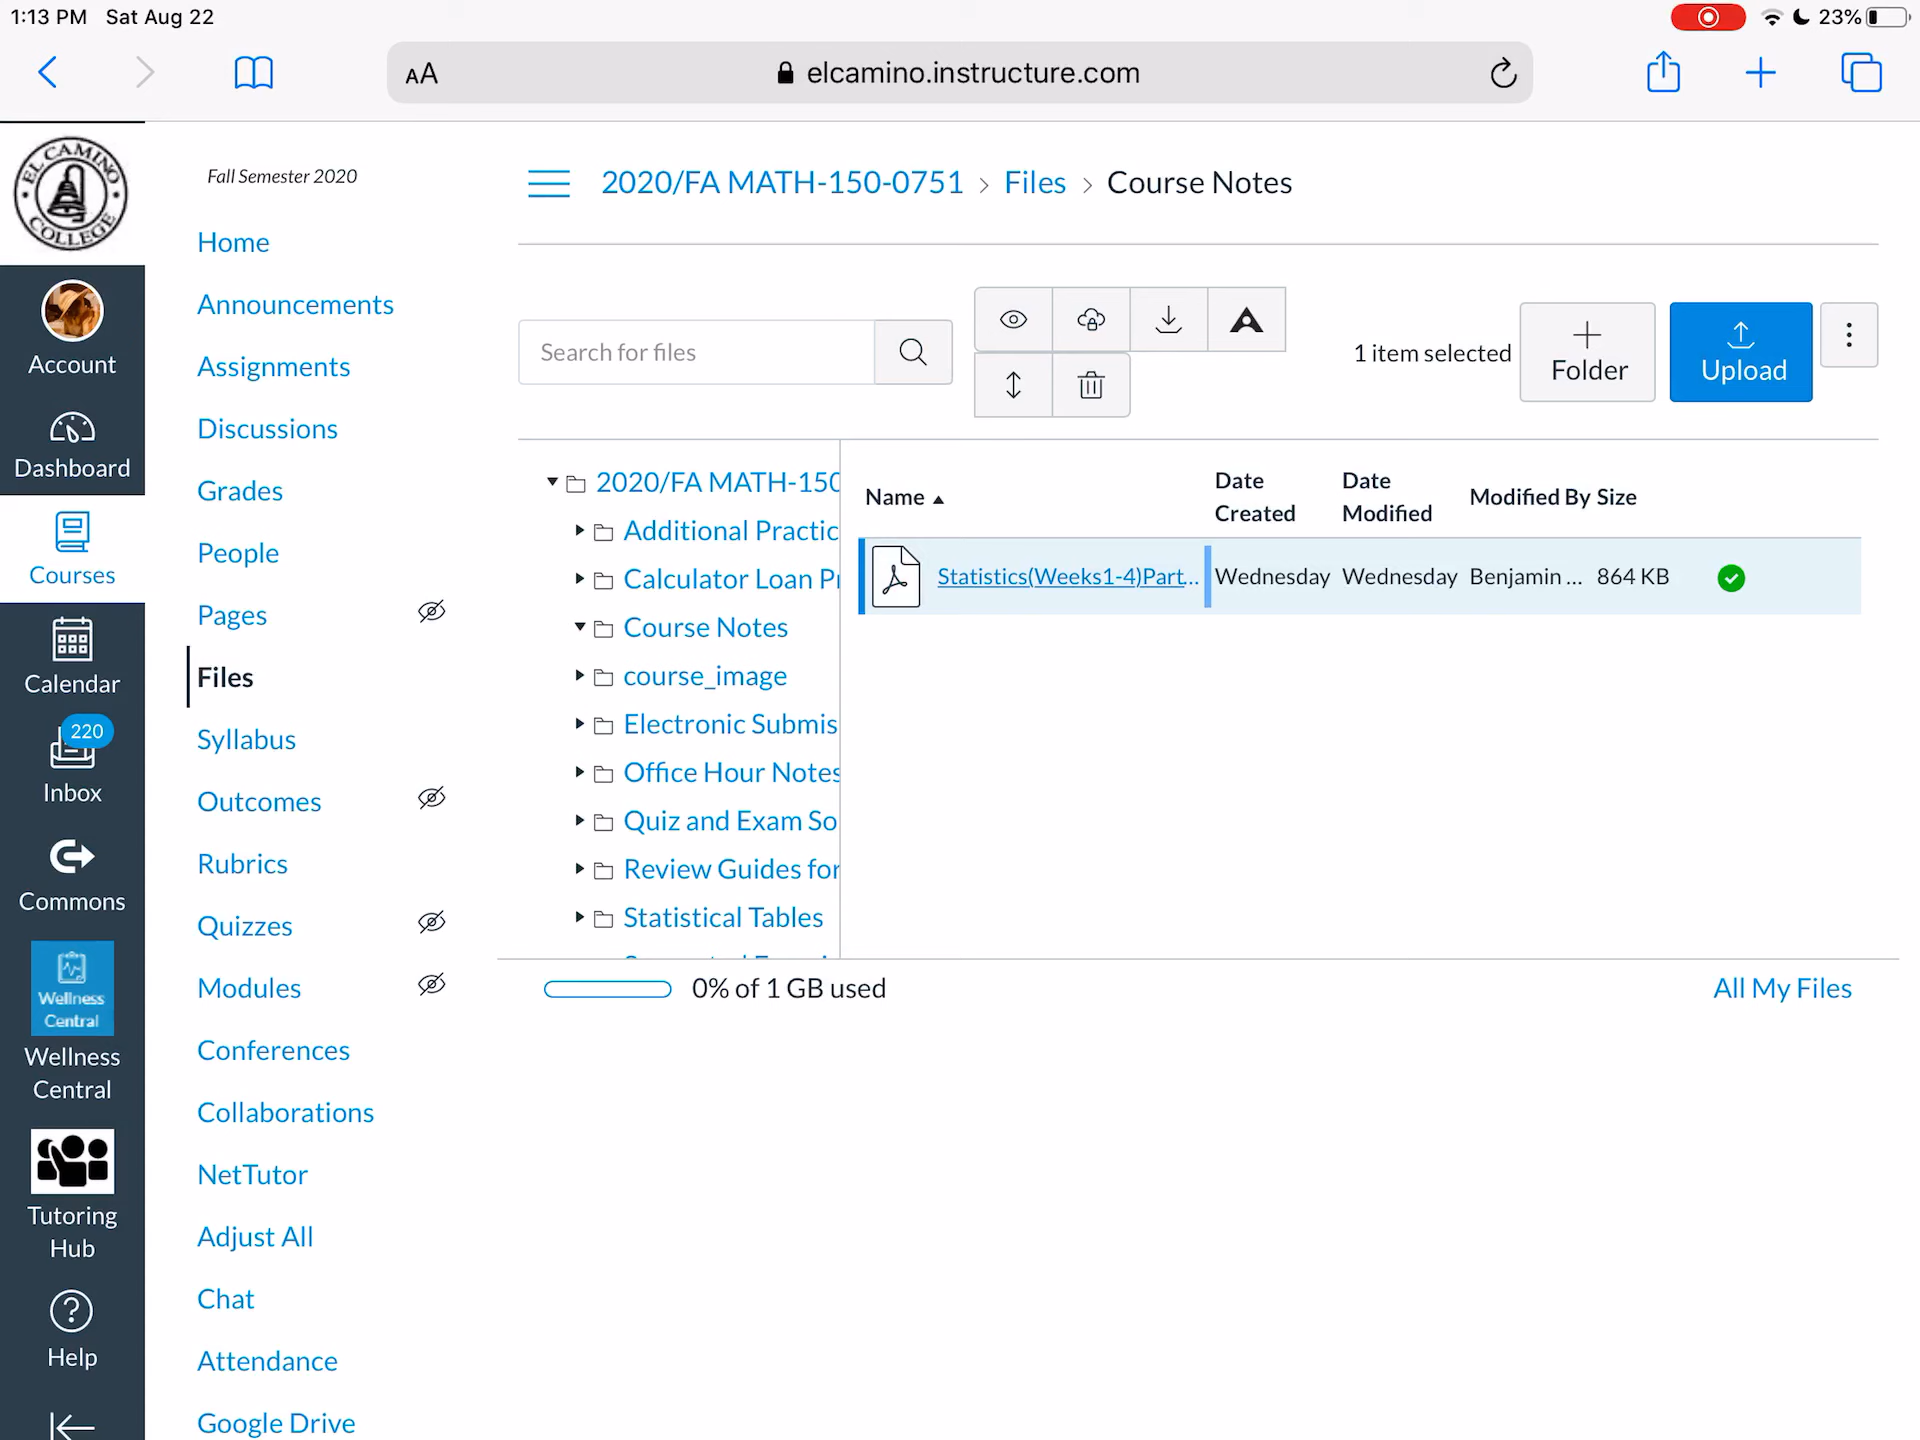 1:13 PM Sat Aug 22
23%
AA elcamino.instructure.com
EL CAMINO COLLEGE
Account
Dashboard
Courses
Calendar
220
Inbox
Commons
Wellness
Central
Wellness
Central
Tutoring
Hub
Help
Fall Semester 2020
Home
Announcements
Assignments
Discussions
Grades
People
Pages
Files
Syllabus
Outcomes
Rubrics
Quizzes
Modules
Conferences
Collaborations
NetTutor
Adjust All
Chat
Attendance
Google Drive
2020/FA MATH-150-0751 > Files > Course Notes
Search for files
1 item selected
Folder
Upload
2020/FA MATH-150
Additional Practic
Calculator Loan Pr
Course Notes
course_image
Electronic Submis
Office Hour Notes
Quiz and Exam So
Review Guides for
Statistical Tables
Name Date Created Date Modified Modified By Size
Statistics(Weeks1-4)Part... Wednesday Wednesday Benjamin ... 864 KB
0% of 1 GB used
All My Files